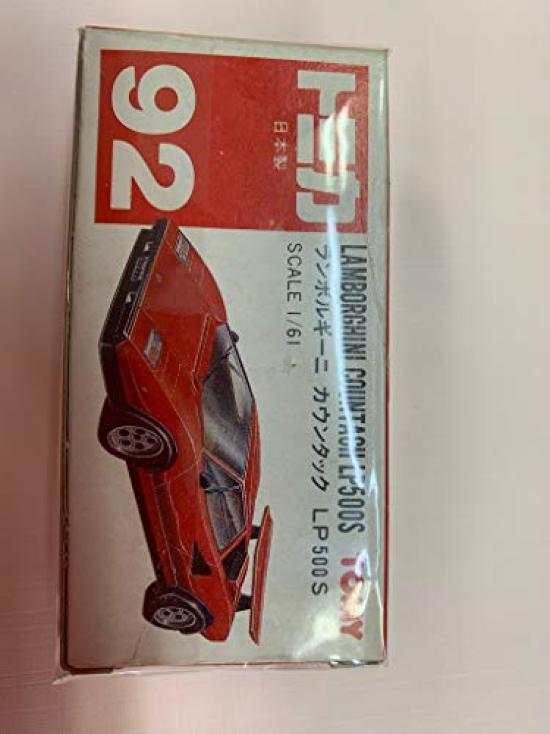 トミカ
日本製
92
LAMBORGHINI COUNTACH LP500S TOMY
ランボルギーニ カウンタック LP500S
SCALE 1/61